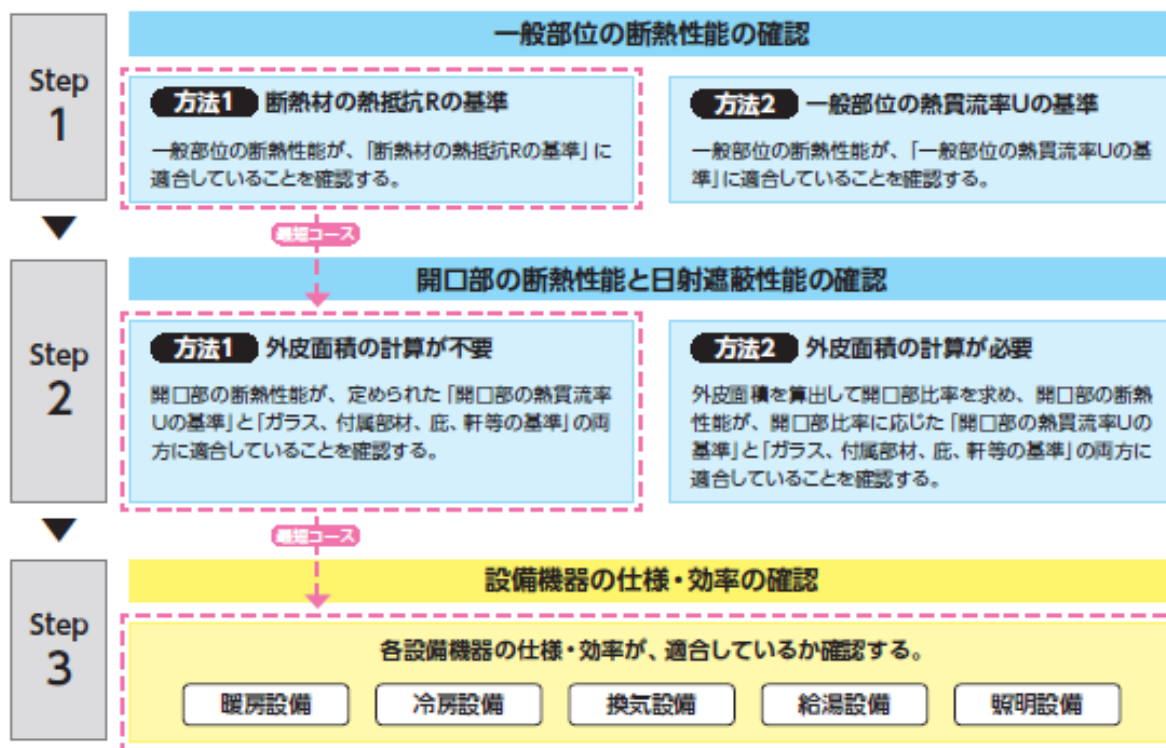 Step
1
一般部位の断熱性能の確認
方法1 断熱材の熱抵抗Rの基準
一般部位の断熱性能が、「断熱材の熱抵抗Rの基準」に
適合していることを確認する。
方法2 一般部位の熱貫流率Uの基準
一般部位の断熱性能が、「一般部位の熱貫流率Uの基
準」に適合していることを確認する。
最短コース
Step
2
開口部の断熱性能と日射遮蔽性能の確認
方法1 外皮面積の計算が不要
開口部の断熱性能が、定められた「開口部の熱貫流率
Uの基準」と「ガラス、付属部材、庇、軒等の基準」の両
方に適合していることを確認する。
方法2 外皮面積の計算が必要
外皮面積を算出して開口部比率を求め、開口部の断熱
性能が、開口部比率に応じた「開口部の熱貫流率Uの
基準」と「ガラス、付属部材、庇、軒等の基準」の両方に
適合していることを確認する。
最短コース
Step
3
設備機器の仕様・効率の確認
各設備機器の仕様・効率が、適合しているか確認する。
暖房設備
冷房設備
換気設備
給湯設備
照明設備